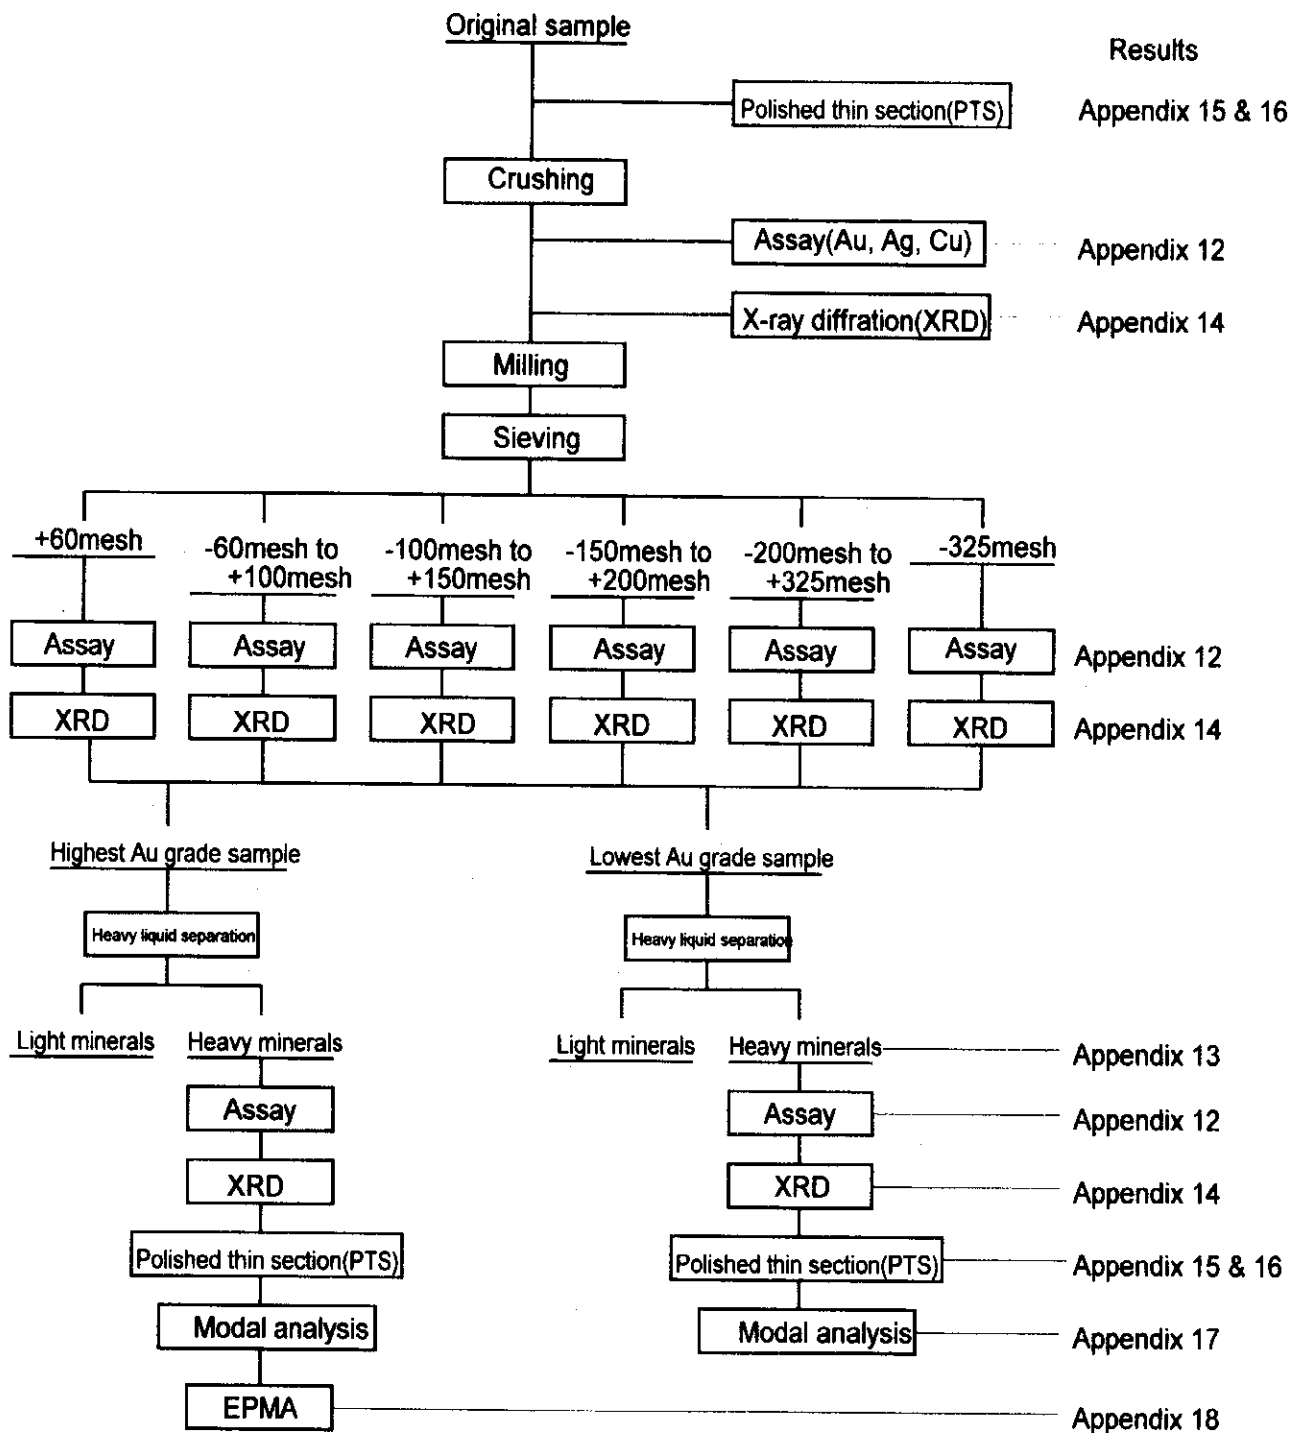 Original sample
Results
Polished thin section(PTS)
Appendix 15 & 16
Crushing
Assay(Au, Ag, Cu)
Appendix 12
X-ray diffration(XRD)
Appendix 14
Milling
Sieving
+60mesh
-60mesh to
+100mesh
-100mesh to
+150mesh
-150mesh to
+200mesh
-200mesh to
+325mesh
-325mesh
Assay
Assay
Assay
Assay
Assay
Assay
Appendix 12
XRD
XRD
XRD
XRD
XRD
XRD
Appendix 14
Highest Au grade sample
Lowest Au grade sample
Heavy liquid separation
Heavy liquid separation
Light minerals
Heavy minerals
Light minerals
Heavy minerals
Appendix 13
Assay
Assay
Appendix 12
XRD
XRD
Appendix 14
Polished thin section(PTS)
Polished thin section(PTS)
Appendix 15 & 16
Modal analysis
Modal analysis
Appendix 17
EPMA
Appendix 18